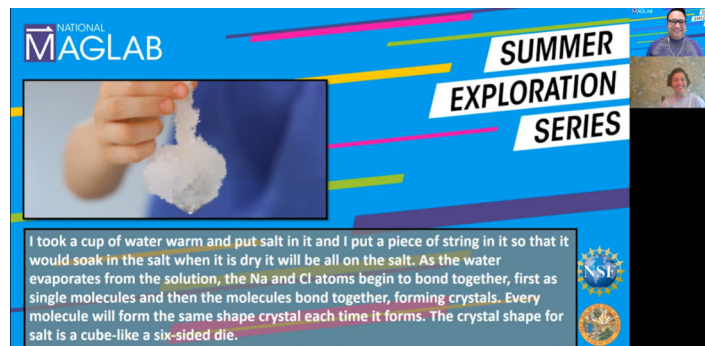 NATIONAL
MAGLAB
SUMMER
EXPLORATION
SERIES
I took a cup of water warm and put salt in it and I put a piece of string in it so that it
would soak in the salt when it is dry it will be all on the salt. As the water
evaporates from the solution, the Na and Cl atoms begin to bond together, first as
single molecules and then the molecules bond together, forming crystals. Every
molecule will form the same shape crystal each time it forms. The crystal shape for
salt is a cube-like a six-sided die.
NSF